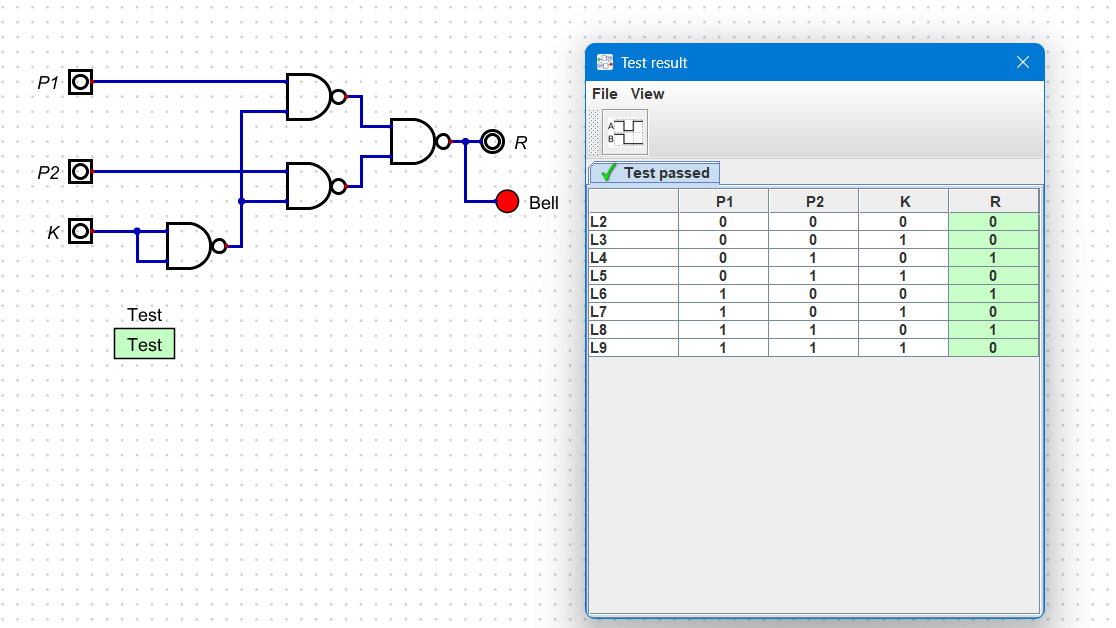 P1
P2
K
R
Bell
Test
Test
Test result
File View
A
B
Test passed
P1 P2 K R
L2 0 0 0 0
L3 0 0 1 0
L4 0 1 0 1
L5 0 1 1 0
L6 1 0 0 1
L7 1 0 1 0
L8 1 1 0 1
L9 1 1 1 0